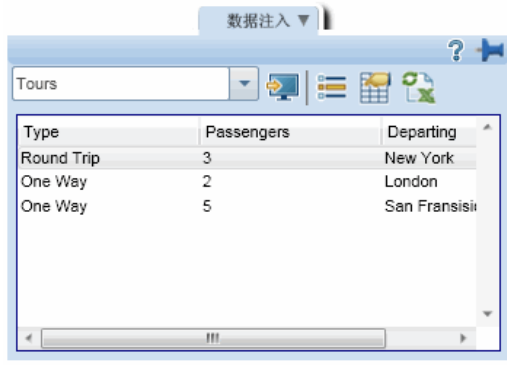 数据注入
Tours
Type Passengers Departing
Round Trip 3 New York
One Way 2 London
One Way 5 San Fransisi